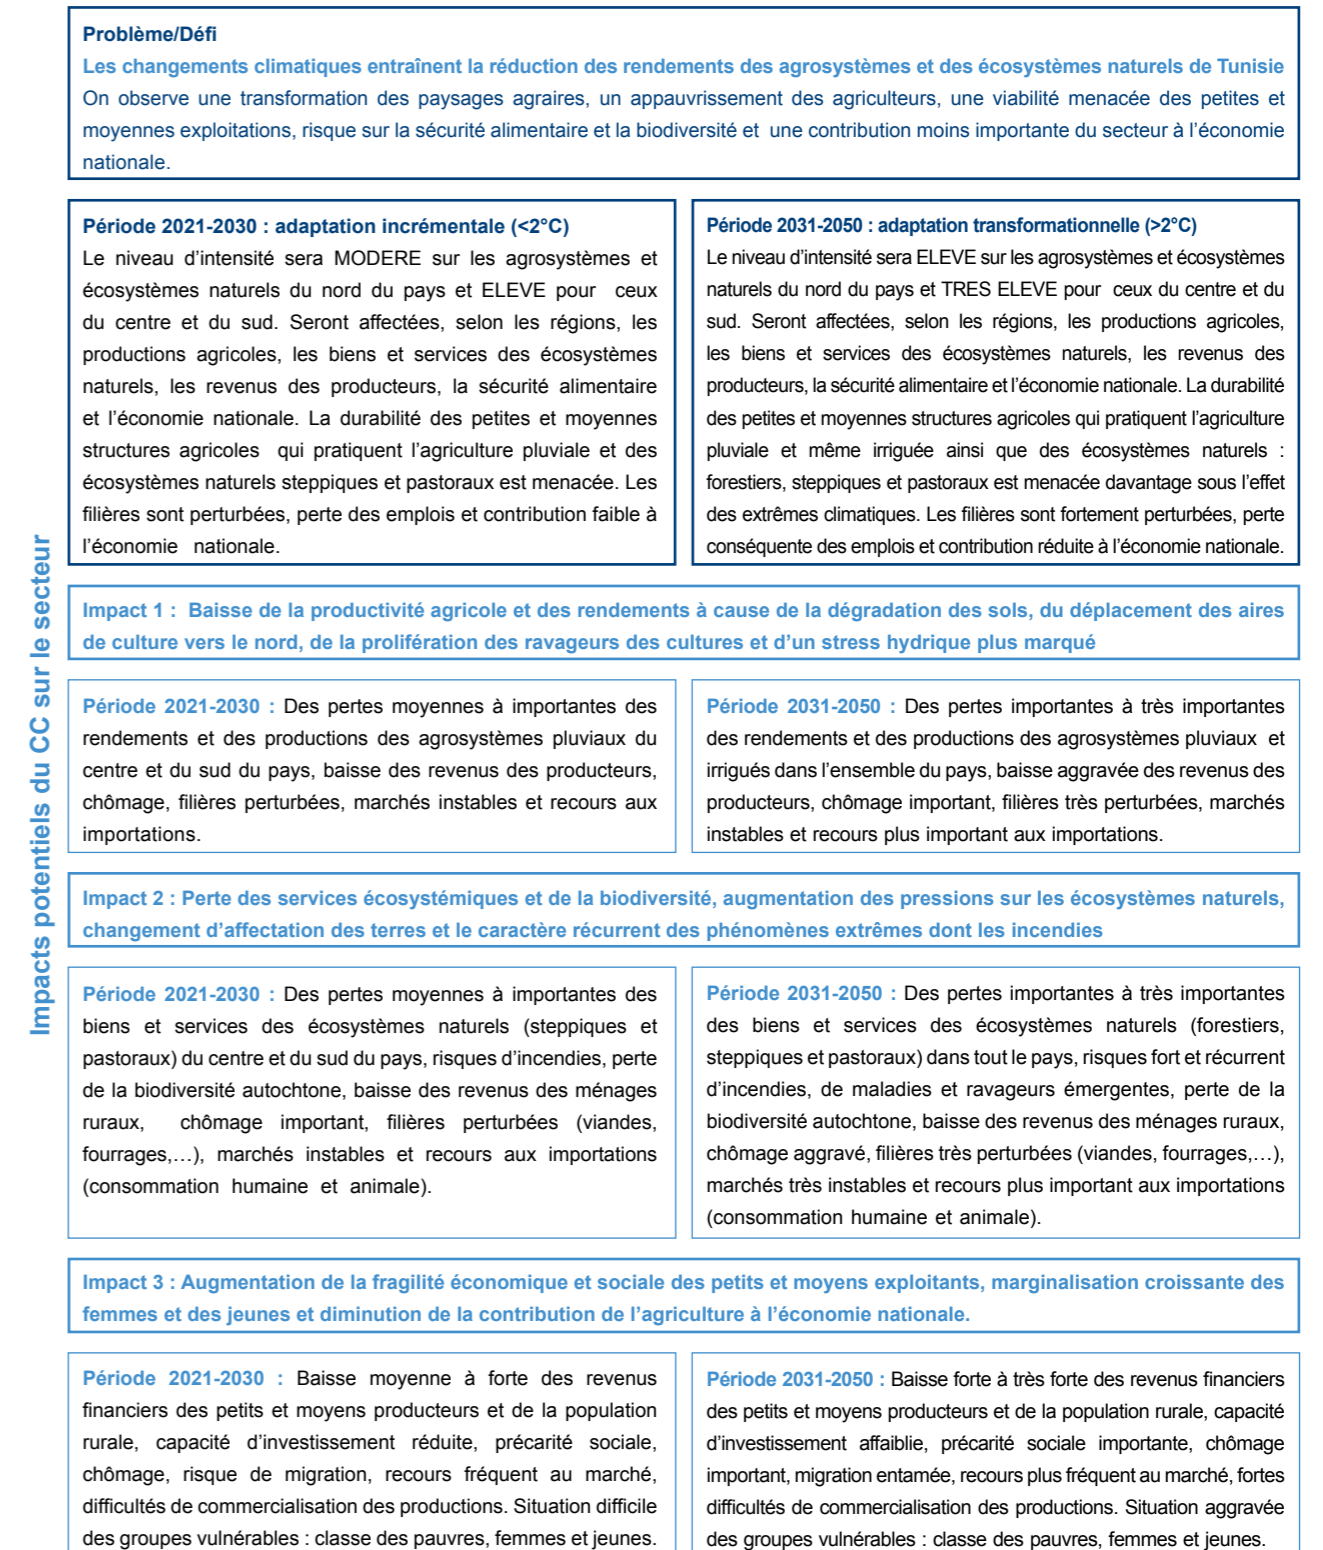 Impacts potentiels du CC sur le secteur
Problème/Défi
Les changements climatiques entraînent la réduction des rendements des agrosystèmes et des écosystèmes naturels de Tunisie
On observe une transformation des paysages agraires, un appauvrissement des agriculteurs, une viabilité menacée des petites et
moyennes exploitations, risque sur la sécurité alimentaire et la biodiversité et une contribution moins importante du secteur à l’économie
nationale.
Période 2021-2030 : adaptation incrémentale (<2°C)
Le niveau d’intensité sera MODERE sur les agrosystèmes et
écosystèmes naturels du nord du pays et ELEVE pour ceux
du centre et du sud. Seront affectées, selon les régions, les
productions agricoles, les biens et services des écosystèmes
naturels, les revenus des producteurs, la sécurité alimentaire
et l’économie nationale. La durabilité des petites et moyennes
structures agricoles qui pratiquent l’agriculture pluviale et des
écosystèmes naturels steppiques et pastoraux est menacée. Les
filières sont perturbées, perte des emplois et contribution faible à
l’économie nationale.
Période 2031-2050 : adaptation transformationnelle (>2°C)
Le niveau d’intensité sera ELEVE sur les agrosystèmes et écosystèmes
naturels du nord du pays et TRES ELEVE pour ceux du centre et du
sud. Seront affectées, selon les régions, les productions agricoles,
les biens et services des écosystèmes naturels, les revenus des
producteurs, la sécurité alimentaire et l’économie nationale. La durabilité
des petites et moyennes structures agricoles qui pratiquent l’agriculture
pluviale et même irriguée ainsi que des écosystèmes naturels :
forestiers, steppiques et pastoraux est menacée davantage sous l’effet
des extrêmes climatiques. Les filières sont fortement perturbées, perte
conséquente des emplois et contribution réduite à l’économie nationale.
Impact 1 : Baisse de la productivité agricole et des rendements à cause de la dégradation des sols, du déplacement des aires
de culture vers le nord, de la prolifération des ravageurs des cultures et d’un stress hydrique plus marqué
Période 2021-2030 : Des pertes moyennes à importantes des
rendements et des productions des agrosystèmes pluviaux du
centre et du sud du pays, baisse des revenus des producteurs,
chômage, filières perturbées, marchés instables et recours aux
importations.
Période 2031-2050 : Des pertes importantes à très importantes
des rendements et des productions des agrosystèmes pluviaux et
irrigués dans l’ensemble du pays, baisse aggravée des revenus des
producteurs, chômage important, filières très perturbées, marchés
instables et recours plus important aux importations.
Impact 2 : Perte des services écosystémiques et de la biodiversité, augmentation des pressions sur les écosystèmes naturels,
changement d’affectation des terres et le caractère récurrent des phénomènes extrêmes dont les incendies
Période 2021-2030 : Des pertes moyennes à importantes des
biens et services des écosystèmes naturels (steppiques et
pastoraux) du centre et du sud du pays, risques d’incendies, perte
de la biodiversité autochtone, baisse des revenus des ménages
ruraux, chômage important, filières perturbées (viandes,
fourrages,…), marchés instables et recours aux importations
(consommation humaine et animale).
Période 2031-2050 : Des pertes importantes à très importantes
des biens et services des écosystèmes naturels (forestiers,
steppiques et pastoraux) dans tout le pays, risques fort et récurrent
d’incendies, de maladies et ravageurs émergentes, perte de la
biodiversité autochtone, baisse des revenus des ménages ruraux,
chômage aggravé, filières très perturbées (viandes, fourrages,…),
marchés très instables et recours plus important aux importations
(consommation humaine et animale).
Impact 3 : Augmentation de la fragilité économique et sociale des petits et moyens exploitants, marginalisation croissante des
femmes et des jeunes et diminution de la contribution de l’agriculture à l’économie nationale.
Période 2021-2030 : Baisse moyenne à forte des revenus
financiers des petits et moyens producteurs et de la population
rurale, capacité d’investissement réduite, précarité sociale,
chômage, risque de migration, recours fréquent au marché,
difficultés de commercialisation des productions. Situation difficile
des groupes vulnérables : classe des pauvres, femmes et jeunes.
Période 2031-2050 : Baisse forte à très forte des revenus financiers
des petits et moyens producteurs et de la population rurale, capacité
d’investissement affaiblie, précarité sociale importante, chômage
important, migration entamée, recours plus fréquent au marché, fortes
difficultés de commercialisation des productions. Situation aggravée
des groupes vulnérables : classe des pauvres, femmes et jeunes.